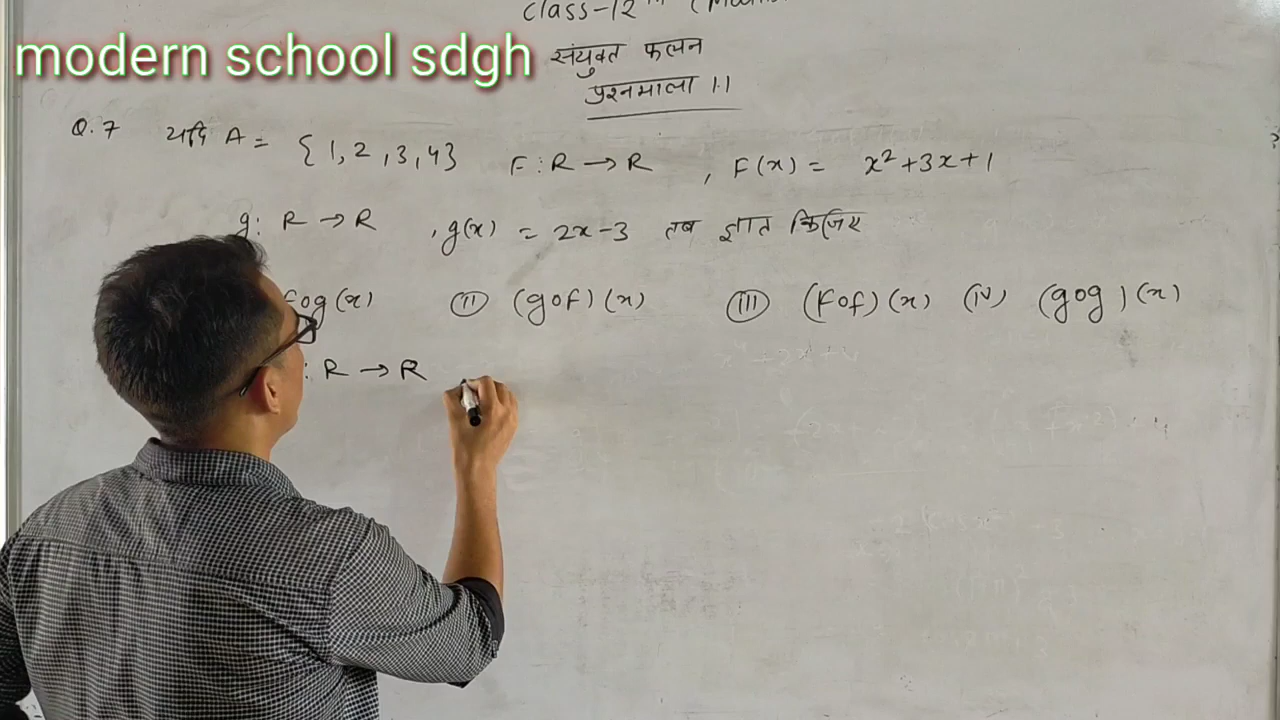 class-12th
modern school sdgh
संयुक्त फलन
प्रश्नमाला 1.1
Q.7 यदि A = {1, 2, 3, 4} F : R → R , F(x) = x² + 3x + 1
g : R → R , g(x) = 2x - 3 तब ज्ञात किजिए
fog(x) (II) (gof)(x) (III) (Fof)(x) (IV) (gog)(x)
: R → R